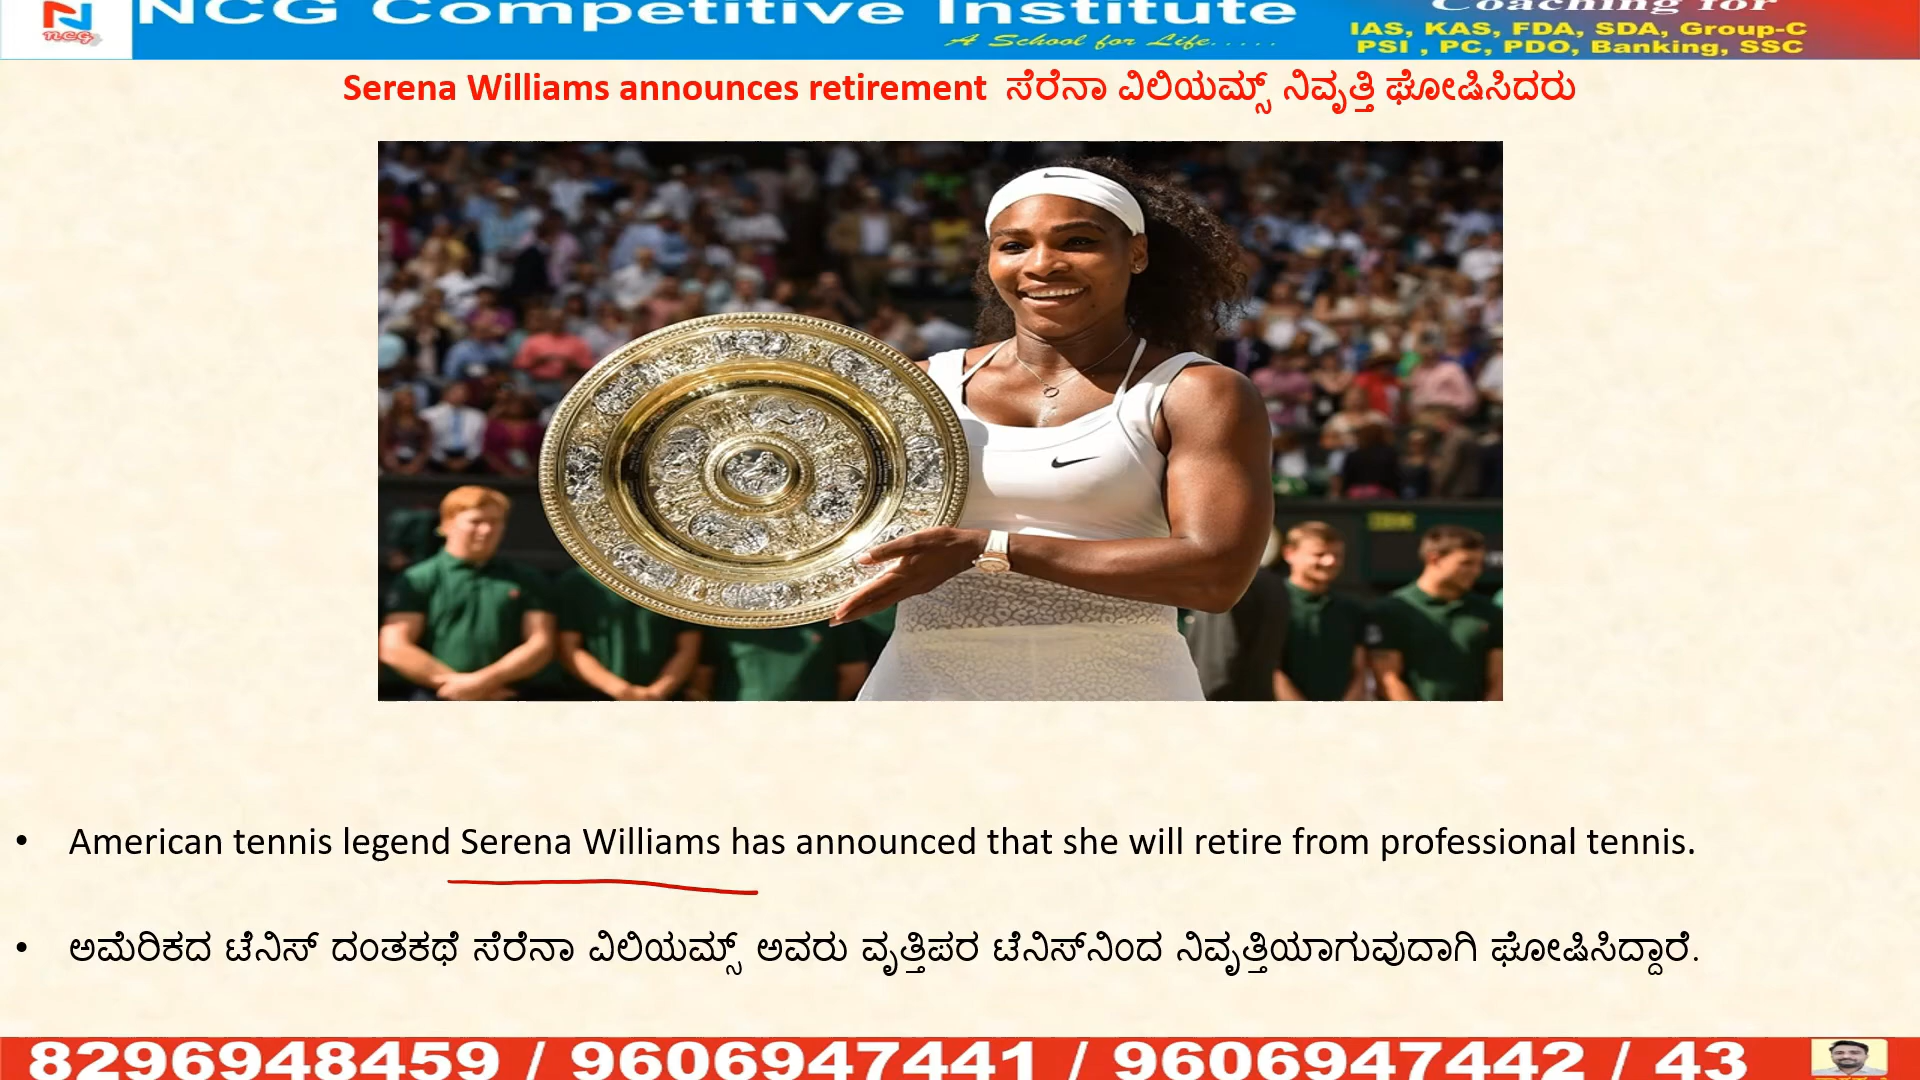 NCG Competitive Institute
A School for Life.....
Coaching for
IAS, KAS, FDA, SDA, Group-C
PSI , PC, PDO, Banking, SSC
ncg
Serena Williams announces retirement ಸೆರೆನಾ ವಿಲಿಯಮ್ಸ್ ನಿವೃತ್ತಿ ಘೋಷಿಸಿದರು
IBM
• American tennis legend Serena Williams has announced that she will retire from professional tennis.
• ಅಮೆರಿಕದ ಟೆನಿಸ್ ದಂತಕಥೆ ಸೆರೆನಾ ವಿಲಿಯಮ್ಸ್ ಅವರು ವೃತ್ತಿಪರ ಟೆನಿಸ್‌ನಿಂದ ನಿವೃತ್ತಿಯಾಗುವುದಾಗಿ ಘೋಷಿಸಿದ್ದಾರೆ.
8296948459 / 9606947441 / 9606947442 / 43